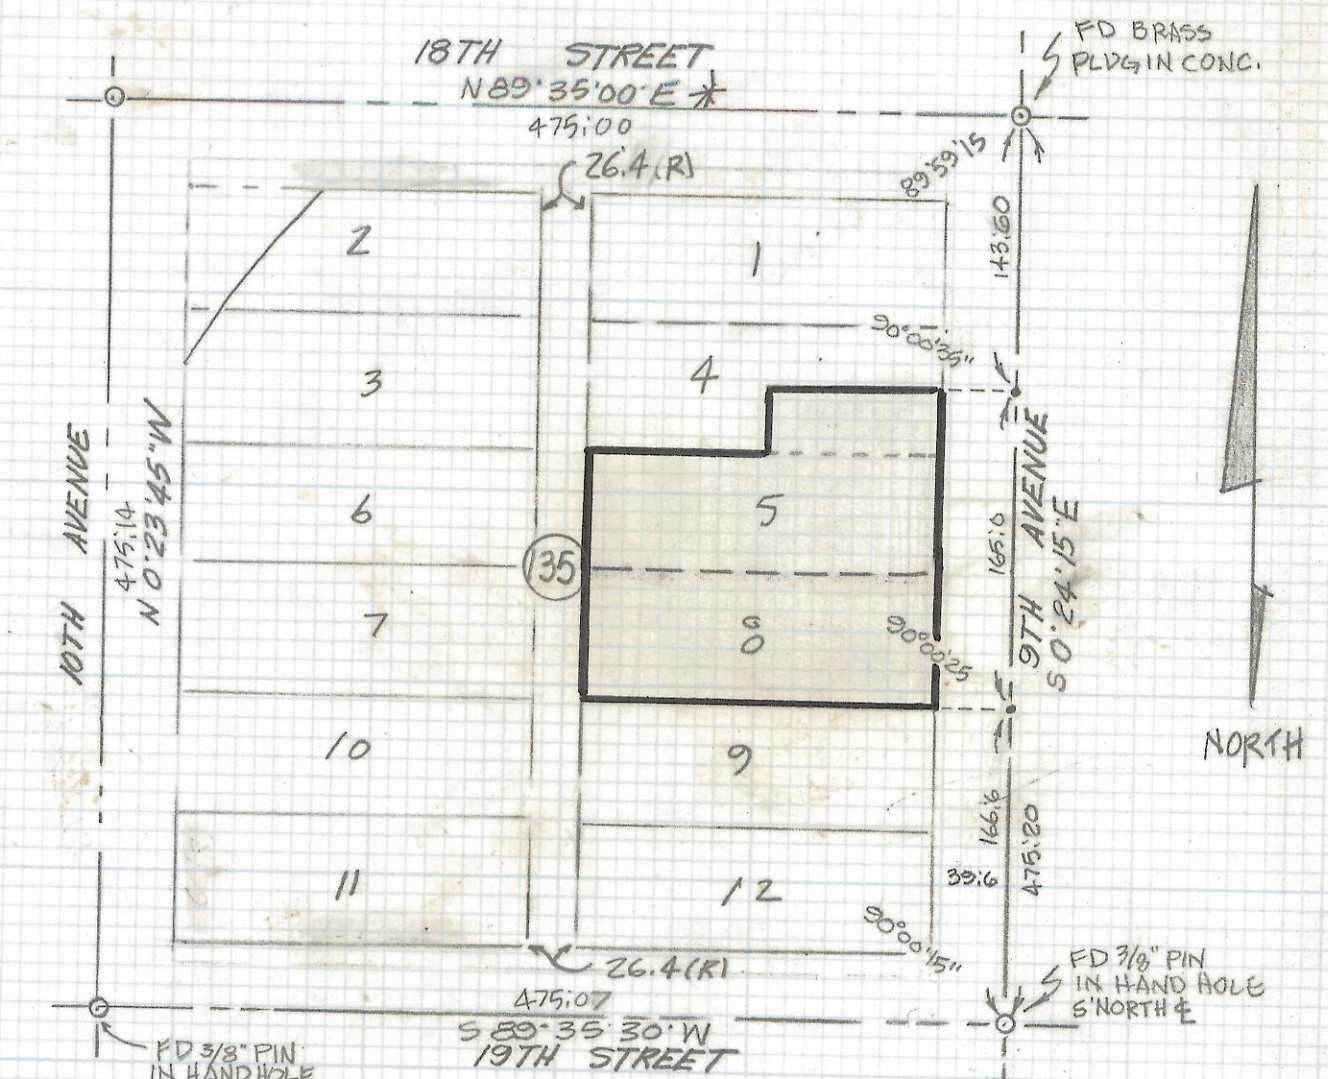 18TH STREET
N 89°35'00" E *
475.00
26.4 (R)
FD BRASS
PLUG IN CONC.
89°59'15
143.60
2
1
90°00'35"
3
4
10TH AVENUE
475.14
N 0°23'45" W
6
5
135
165.0
9TH AVENUE
S 0°24'15" E
7
8
90°00'25
NORTH
10
9
166.6
475.20
39.6
11
12
90°00'15"
26.4 (R)
475.07
S 89°35'30" W
19TH STREET
FD 3/8" PIN
IN HAND HOLE
5' NORTH ℄
FD 3/8" PIN
IN HANDHOLE